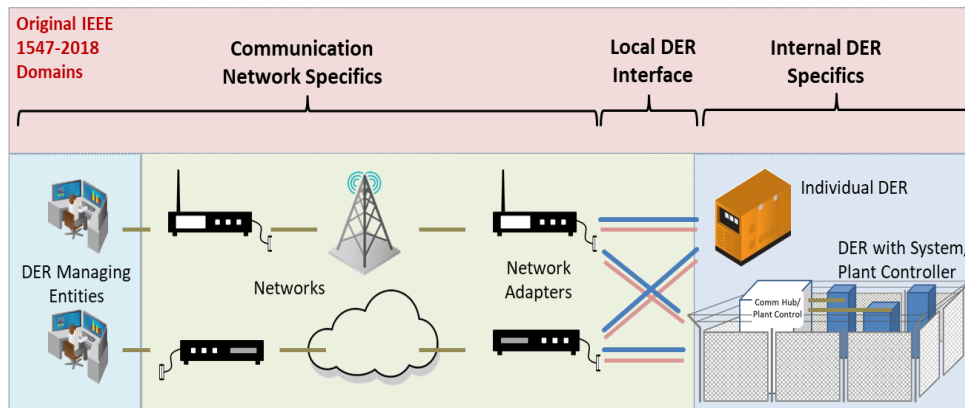 Original IEEE
1547-2018
Domains
Communication
Network Specifics
Local DER
Interface
Internal DER
Specifics
DER Managing
Entities
Networks
Network
Adapters
Individual DER
DER with System/
Plant Controller
Comm Hub/
Plant Control